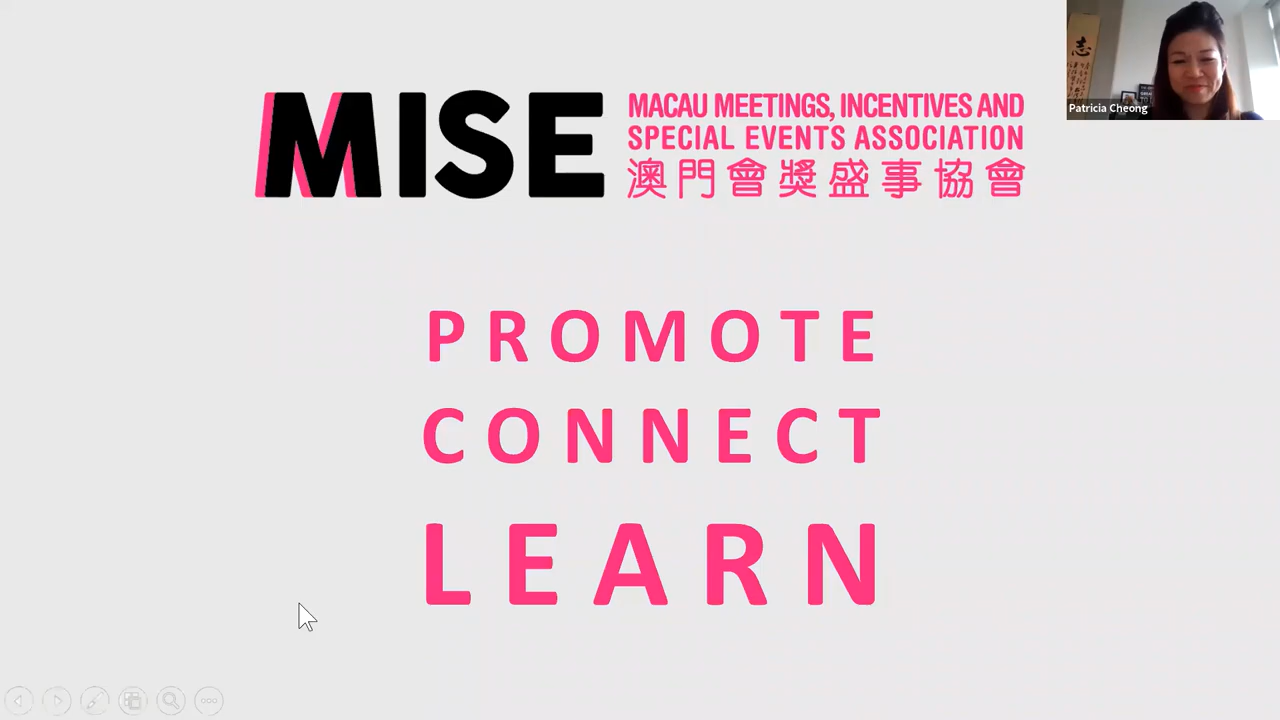 MISE
MACAU MEETINGS, INCENTIVES AND
SPECIAL EVENTS ASSOCIATION
澳門會獎盛事協會
PROMOTE
CONNECT
LEARN
志
Patricia Cheong